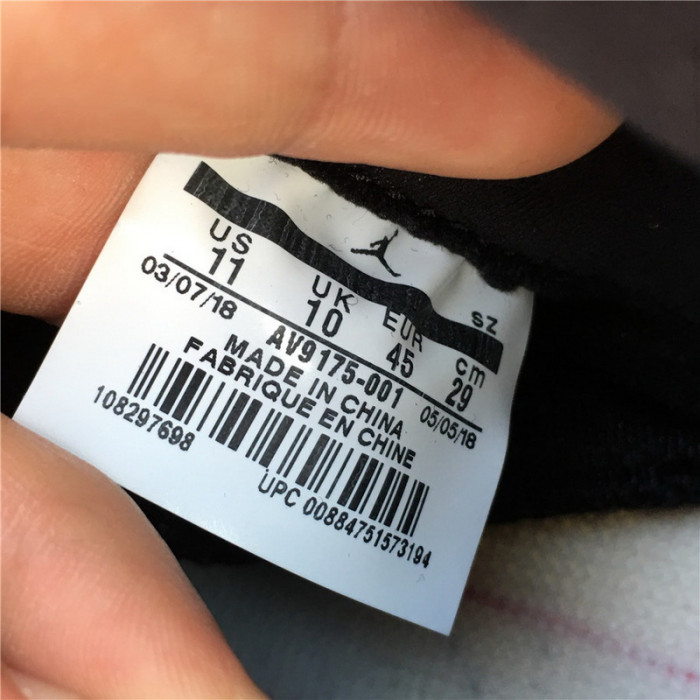 SZ
US UK EUR cm
11 10 45 29
03/07/18 AV9175-001 05/05/18
MADE IN CHINA
FABRIQUE EN CHINE
108297698
UPC 00884751573194